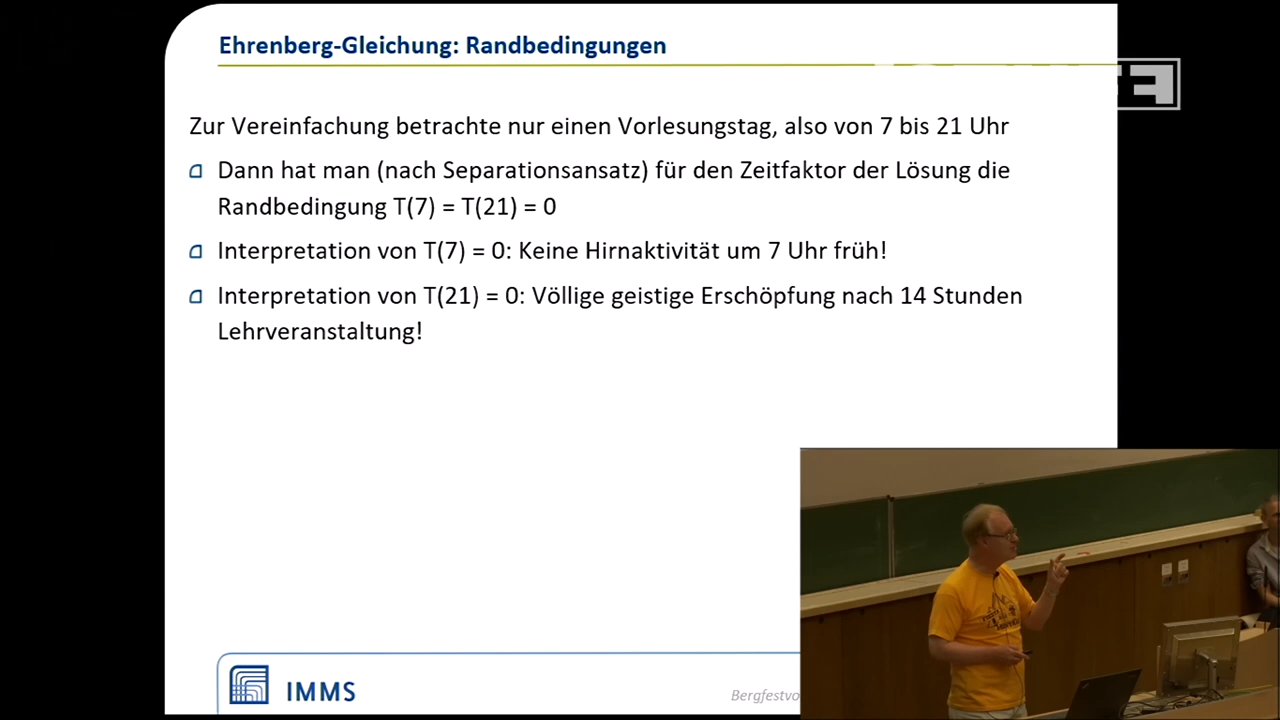 Ehrenberg-Gleichung: Randbedingungen
Zur Vereinfachung betrachte nur einen Vorlesungstag, also von 7 bis 21 Uhr
Dann hat man (nach Separationsansatz) für den Zeitfaktor der Lösung die
Randbedingung T(7) = T(21) = 0
Interpretation von T(7) = 0: Keine Hirnaktivität um 7 Uhr früh!
Interpretation von T(21) = 0: Völlige geistige Erschöpfung nach 14 Stunden
Lehrveranstaltung!
IMMS
Bergfestvo